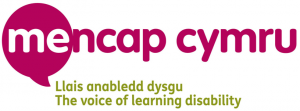 mencap cymru
Llais anabledd dysgu
The voice of learning disability